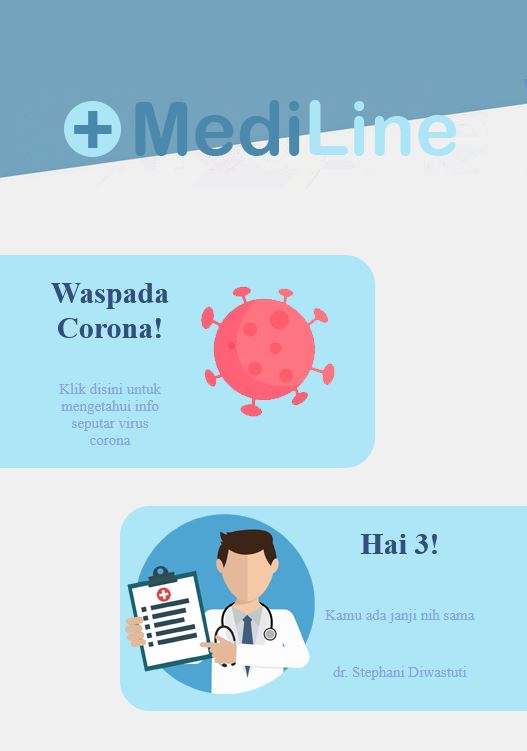 MediLine
Waspada
Corona!
Klik disini untuk
mengetahui info
seputar virus
corona
Hai 3!
Kamu ada janji nih sama
dr. Stephani Diwastuti